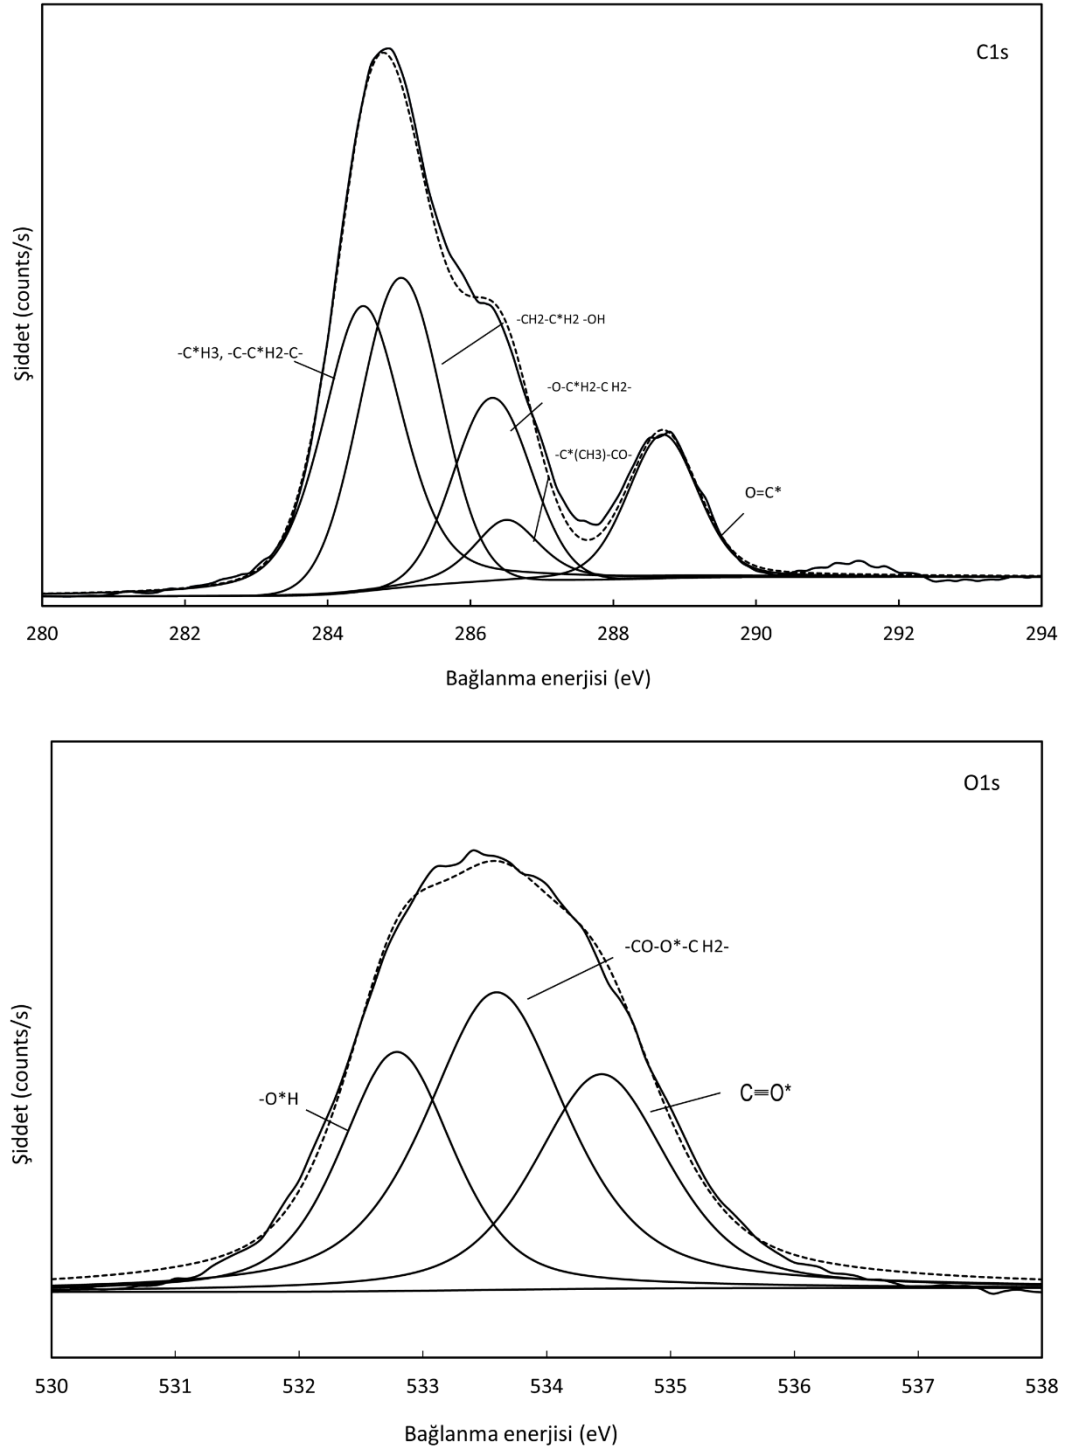 C1s
Şiddet (counts/s)
-CH2-C*H2 -OH
-C*H3, -C-C*H2-C-
-O-C*H2-C H2-
-C*(CH3)-CO-
O=C*
280 282 284 286 288 290 292 294
Bağlanma enerjisi (eV)
O1s
Şiddet (counts/s)
-CO-O*-C H2-
-O*H
C=O*
530 531 532 533 534 535 536 537 538
Bağlanma enerjisi (eV)